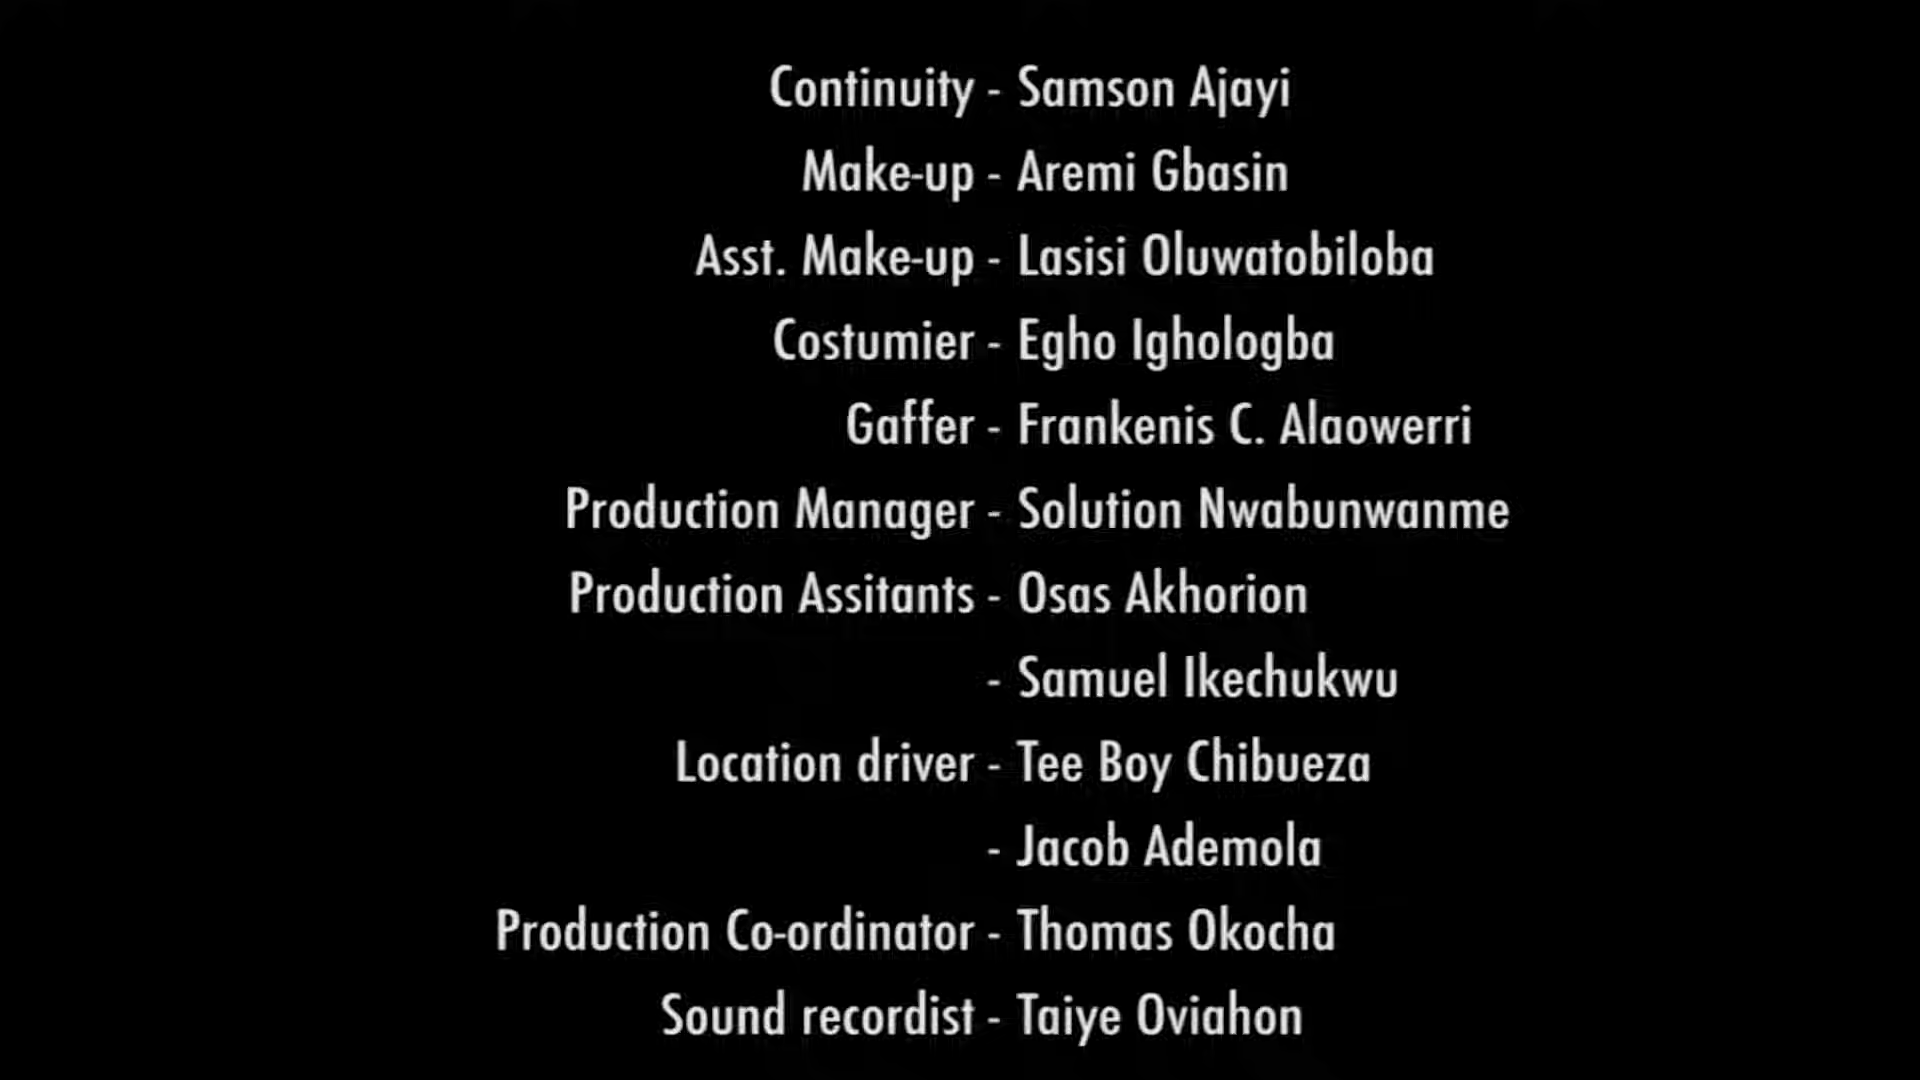 Continuity - Samson Ajayi
Make-up - Aremi Gbasin
Asst. Make-up - Lasisi Oluwatobiloba
Costumier - Egho Ighologba
Gaffer - Frankenis C. Alaowerri
Production Manager - Solution Nwabunwanme
Production Assitants - Osas Akhorion
- Samuel Ikechukwu
Location driver - Tee Boy Chibueza
- Jacob Ademola
Production Co-ordinator - Thomas Okocha
Sound recordist - Taiye Oviahon